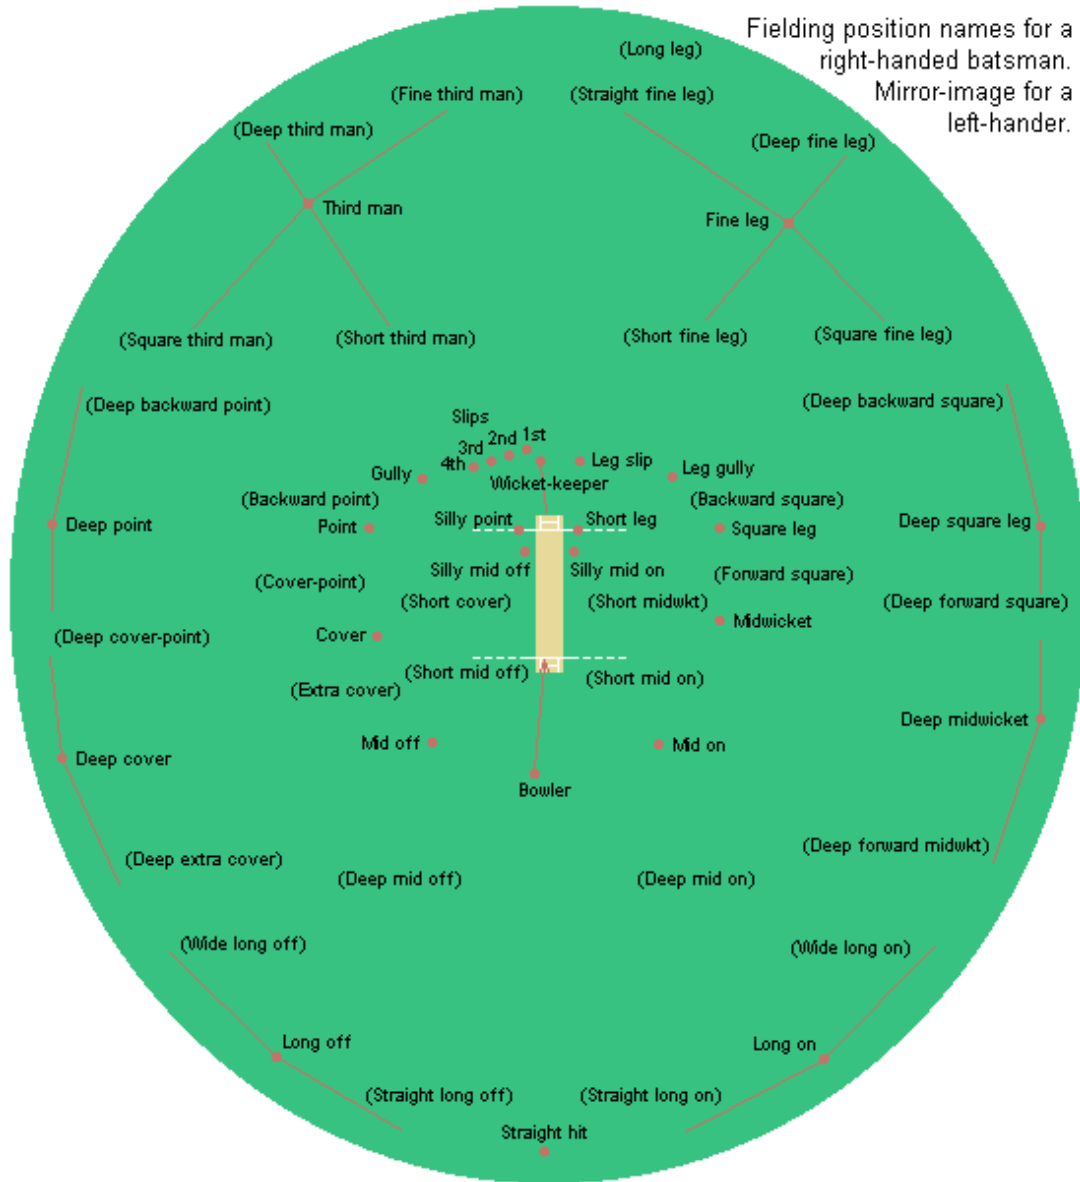 Fielding position names for a
right-handed batsman.
Mirror-image for a
left-hander.
(Long leg)
(Fine third man)
(Straight fine leg)
(Deep third man)
(Deep fine leg)
Third man
Fine leg
(Square third man)
(Short third man)
(Short fine leg)
(Square fine leg)
(Deep backward point)
(Deep backward square)
Slips
1st
2nd
3rd
4th
Gully
Wicket-keeper
Leg slip
Leg gully
(Backward point)
(Backward square)
Deep point
Point
Silly point
Short leg
Square leg
Deep square leg
Silly mid off
Silly mid on
(Cover-point)
(Forward square)
(Short cover)
(Short midwkt)
(Deep forward square)
(Deep cover-point)
Cover
Midwicket
(Short mid off)
(Short mid on)
(Extra cover)
Deep midwicket
Mid off
Mid on
Deep cover
Bowler
(Deep extra cover)
(Deep forward midwkt)
(Deep mid off)
(Deep mid on)
(Wide long off)
(Wide long on)
Long off
Long on
(Straight long off)
(Straight long on)
Straight hit